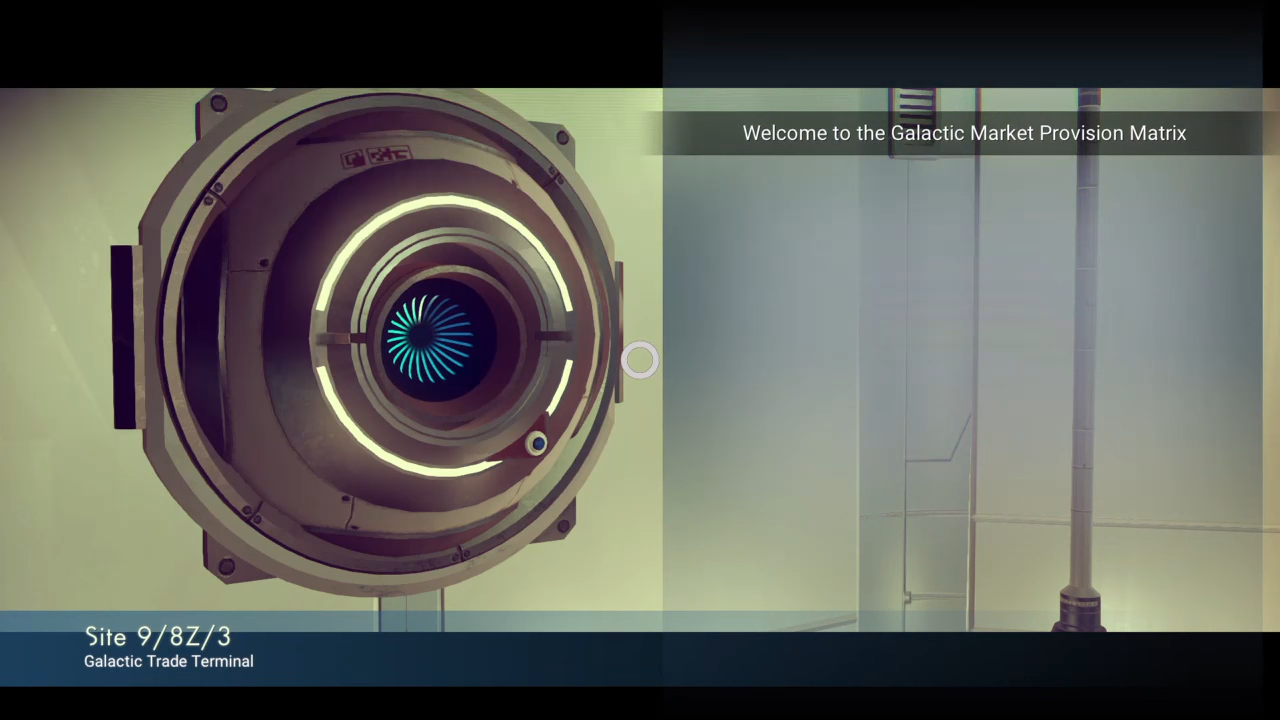 Welcome to the Galactic Market Provision Matrix
Site 9/8Z/3
Galactic Trade Terminal